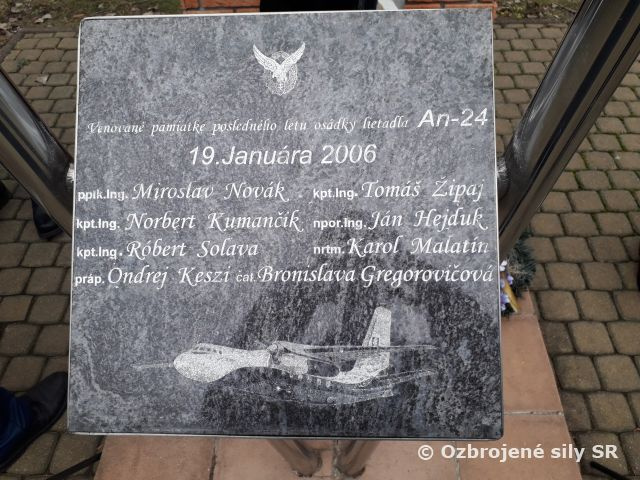 Venované pamiatke posledného letu osádky lietadla An-24
19.Januára 2006
pplk.Ing. Miroslav Novák kpt.Ing. Tomáš Žipaj
kpt.Ing. Norbert Kumančík npor.Ing. Ján Hejduk
kpt.Ing. Róbert Solava nrtm. Karol Malatin
práp. Ondrej Keszi čat. Bronislava Gregorovičová
© Ozbrojené sily SR